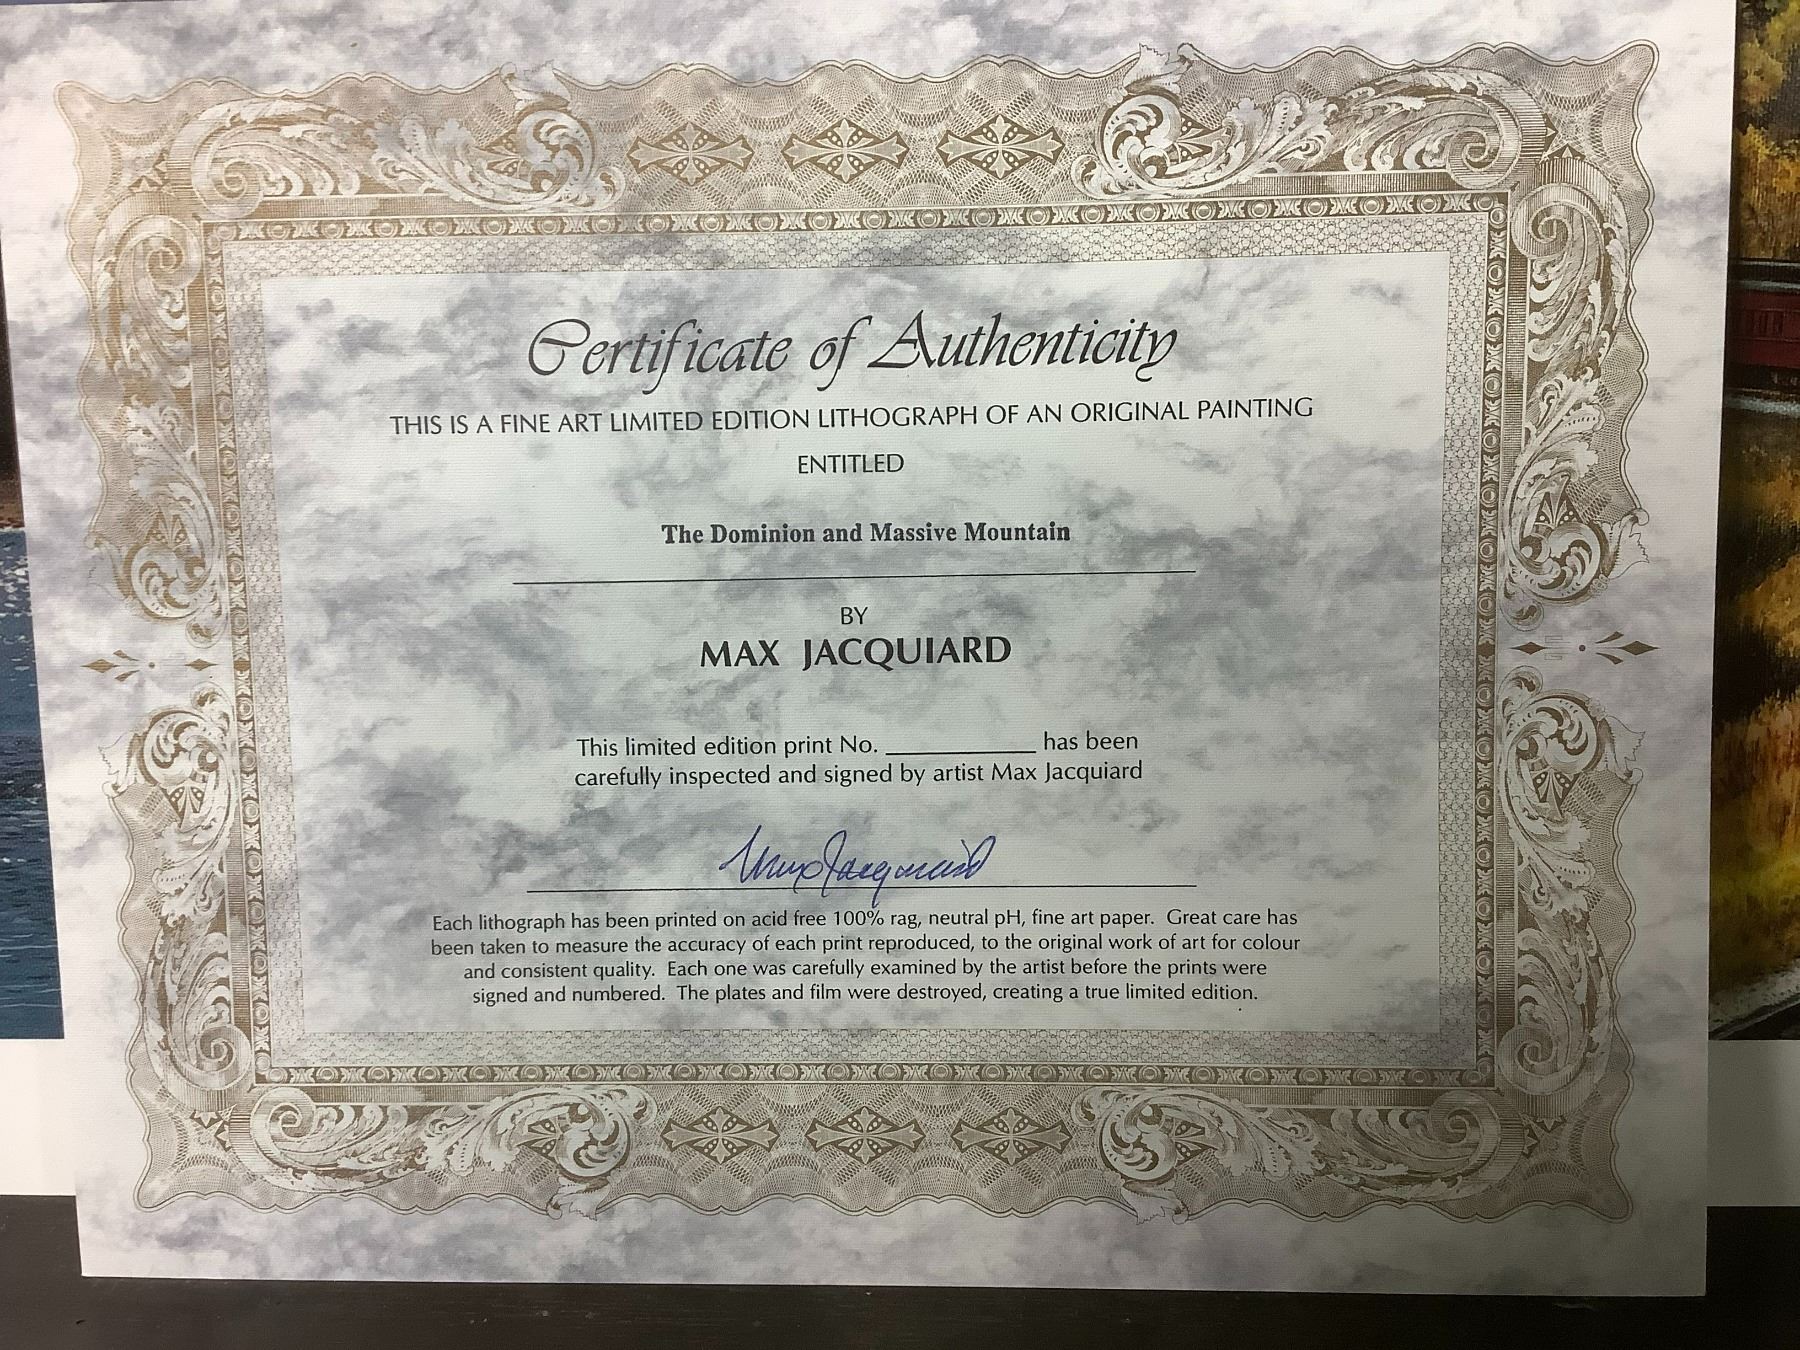 Certificate of Authenticity
THIS IS A FINE ART LIMITED EDITION LITHOGRAPH OF AN ORIGINAL PAINTING
ENTITLED
The Dominion and Massive Mountain
BY
MAX JACQUIARD
This limited edition print No. __________ has been
carefully inspected and signed by artist Max Jacquiard
Max Jacquiard
Each lithograph has been printed on acid free 100% rag, neutral pH, fine art paper. Great care has
been taken to measure the accuracy of each print reproduced, to the original work of art for colour
and consistent quality. Each one was carefully examined by the artist before the prints were
signed and numbered. The plates and film were destroyed, creating a true limited edition.